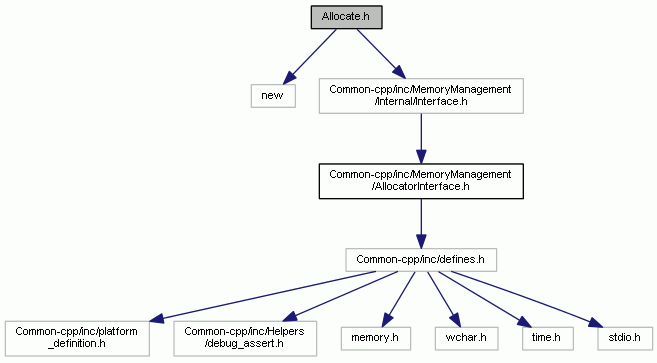 Allocate.h
new
Common-cpp/inc/MemoryManagement
/Internal/Interface.h
Common-cpp/inc/MemoryManagement
/AllocatorInterface.h
Common-cpp/inc/defines.h
Common-cpp/inc/platform
_definition.h
Common-cpp/inc/Helpers
/debug_assert.h
memory.h
wchar.h
time.h
stdio.h